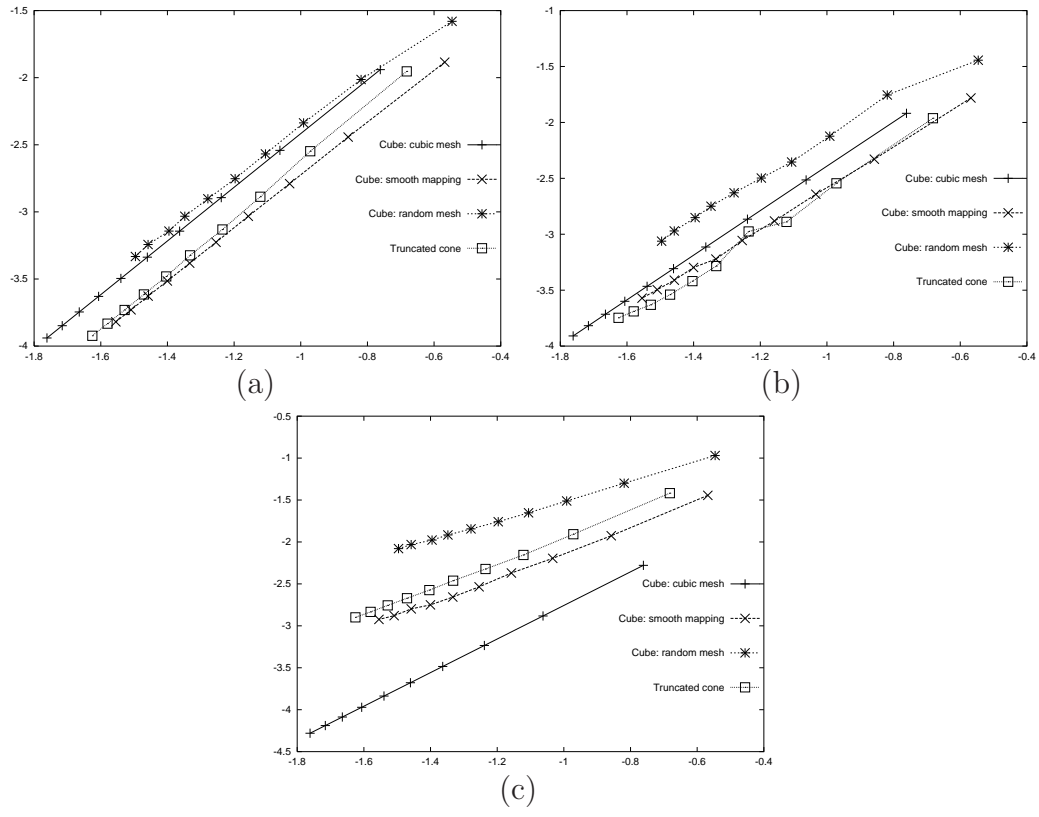 -1.5
-2
-2.5
-3
-3.5
-4
-1.8 -1.6 -1.4 -1.2 -1 -0.8 -0.6 -0.4
Cube: cubic mesh
Cube: smooth mapping
Cube: random mesh
Truncated cone
(a)
-1
-1.5
-2
-2.5
-3
-3.5
-4
-1.8 -1.6 -1.4 -1.2 -1 -0.8 -0.6 -0.4
Cube: cubic mesh
Cube: smooth mapping
Cube: random mesh
Truncated cone
(b)
-0.5
-1
-1.5
-2
-2.5
-3
-3.5
-4
-4.5
-1.8 -1.6 -1.4 -1.2 -1 -0.8 -0.6 -0.4
Cube: cubic mesh
Cube: smooth mapping
Cube: random mesh
Truncated cone
(c)